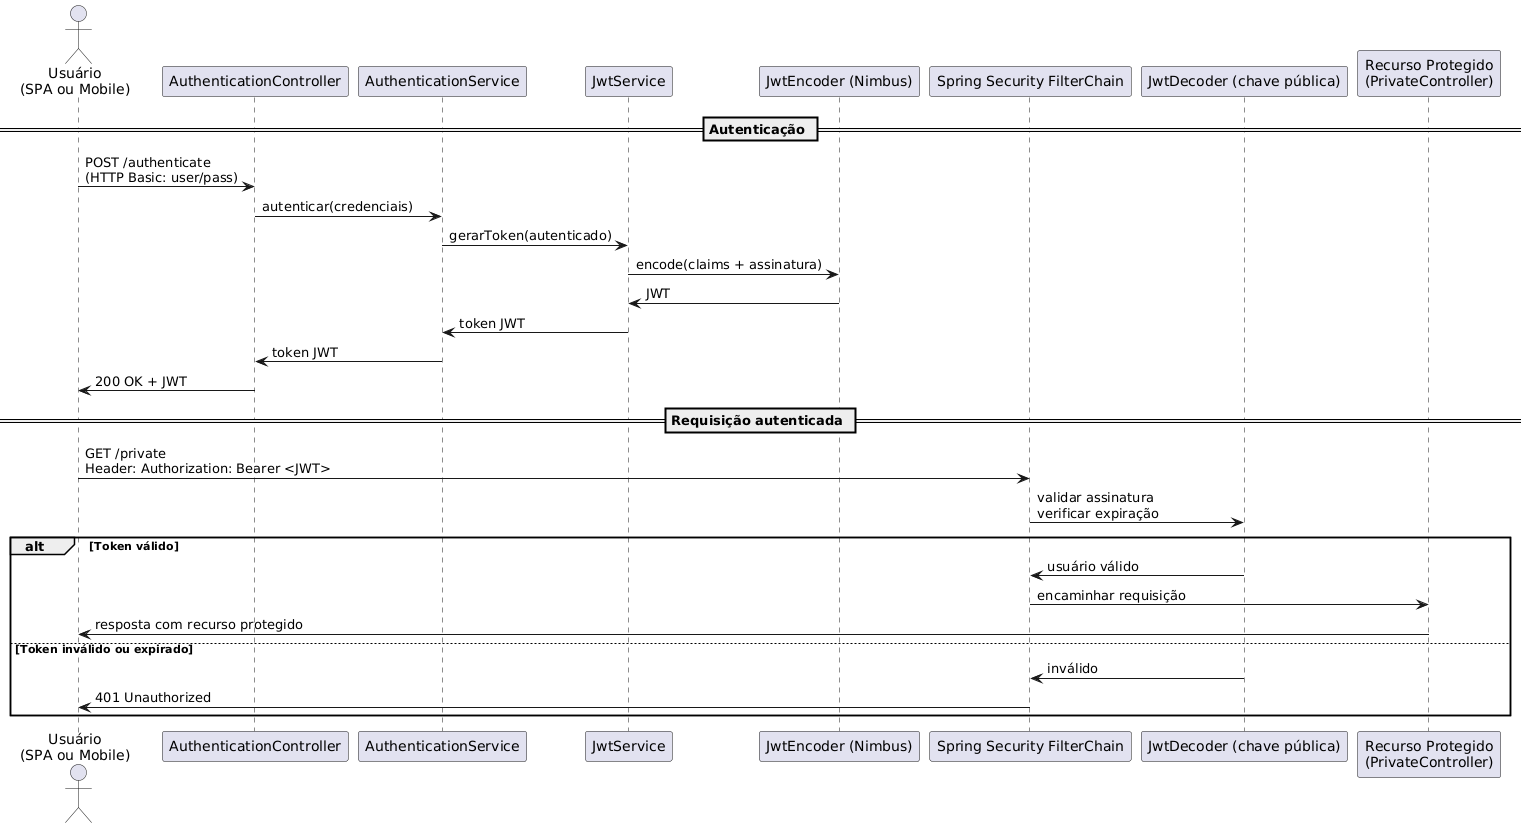 Usuário
(SPA ou Mobile)
AuthenticationController
AuthenticationService
JwtService
JwtEncoder (Nimbus)
Spring Security FilterChain
JwtDecoder (chave pública)
Recurso Protegido
(PrivateController)
Autenticação
POST /authenticate
(HTTP Basic: user/pass)
autenticar(credenciais)
gerarToken(autenticado)
encode(claims + assinatura)
JWT
token JWT
token JWT
200 OK + JWT
Requisição autenticada
GET /private
Header: Authorization: Bearer <JWT>
validar assinatura
verificar expiração
alt
[Token válido]
usuário válido
encaminhar requisição
resposta com recurso protegido
[Token inválido ou expirado]
inválido
401 Unauthorized
Usuário
(SPA ou Mobile)
AuthenticationController
AuthenticationService
JwtService
JwtEncoder (Nimbus)
Spring Security FilterChain
JwtDecoder (chave pública)
Recurso Protegido
(PrivateController)